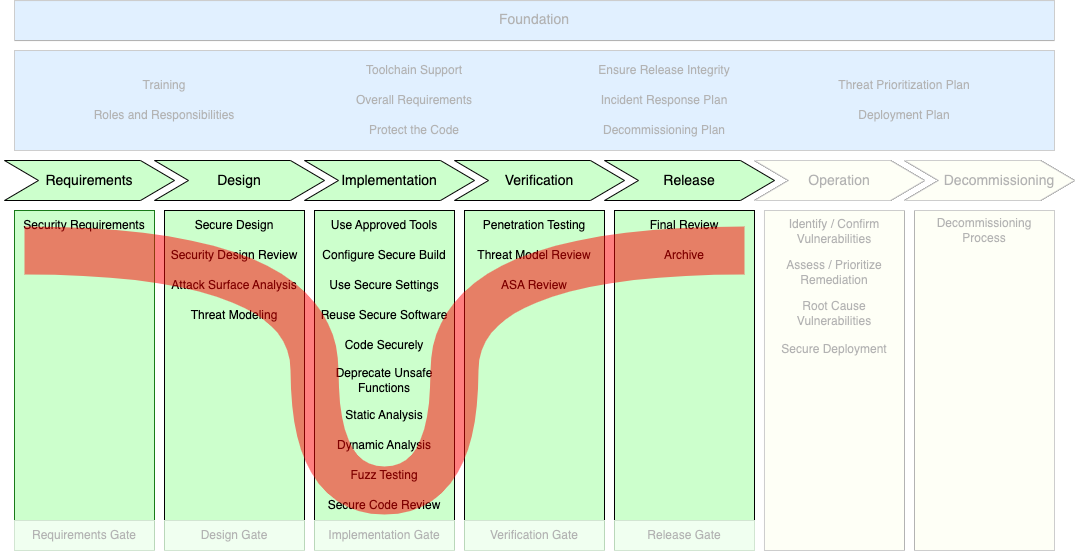 Foundation
Training
Roles and Responsibilities
Toolchain Support
Overall Requirements
Protect the Code
Ensure Release Integrity
Incident Response Plan
Decommissioning Plan
Threat Prioritization Plan
Deployment Plan
Requirements
Design
Implementation
Verification
Release
Operation
Decommissioning
Security Requirements
Requirements Gate
Secure Design
Security Design Review
Attack Surface Analysis
Threat Modeling
Design Gate
Use Approved Tools
Configure Secure Build
Use Secure Settings
Reuse Secure Software
Code Securely
Deprecate Unsafe
Functions
Static Analysis
Dynamic Analysis
Fuzz Testing
Secure Code Review
Implementation Gate
Penetration Testing
Threat Model Review
ASA Review
Verification Gate
Final Review
Archive
Release Gate
Identify / Confirm
Vulnerabilities
Assess / Prioritize
Remediation
Root Cause
Vulnerabilities
Secure Deployment
Decommissioning
Process